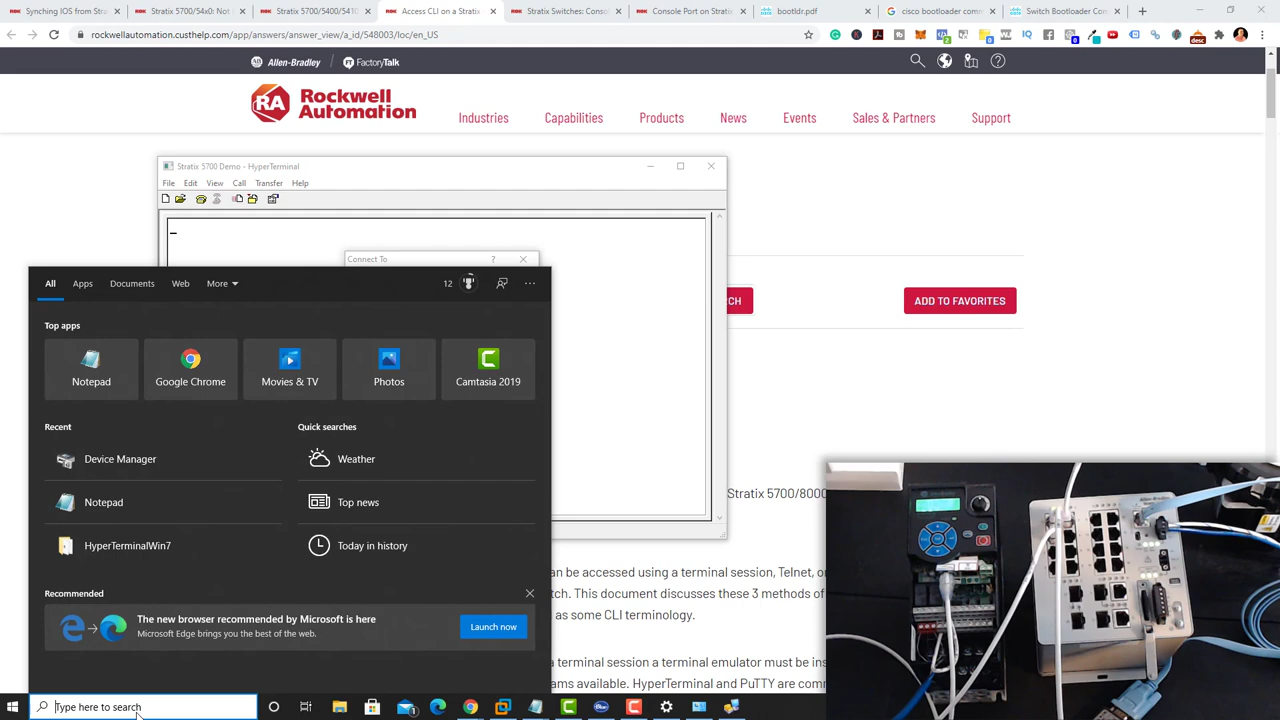 Synching IOS from Stra
Stratix 5700/54x0: Not
Stratix 5700/5400/5410
Access CLI on a Stratix
Stratix Switches: Conso
Console Port on Stratix
bootldr.pdf
cisco bootloader comm
Switch Bootloader Com
rockwellautomation.custhelp.com/app/answers/answer_view/a_id/548003/loc/en_US
Allen-Bradley
FactoryTalk
RA
Rockwell
Automation
Industries
Capabilities
Products
News
Events
Sales & Partners
Support
Stratix 5700 Demo - HyperTerminal
File Edit View Call Transfer Help
Connect To
CH
ADD TO FAVORITES
All
Apps
Documents
Web
More
12
Top apps
Notepad
Google Chrome
Movies & TV
Photos
Camtasia 2019
Recent
Quick searches
Device Manager
Weather
Notepad
Top news
HyperTerminalWin7
Today in history
Recommended
The new browser recommended by Microsoft is here
Microsoft Edge brings you the best of the web.
Launch now
Stratix 5700/8000
an be accessed using a terminal session, Telnet, or
tch. This document discusses these 3 methods of
as some CLI terminology.
a terminal session a terminal emulator must be ins
ams available. HyperTerminal and PuTTY are comm
Type here to search